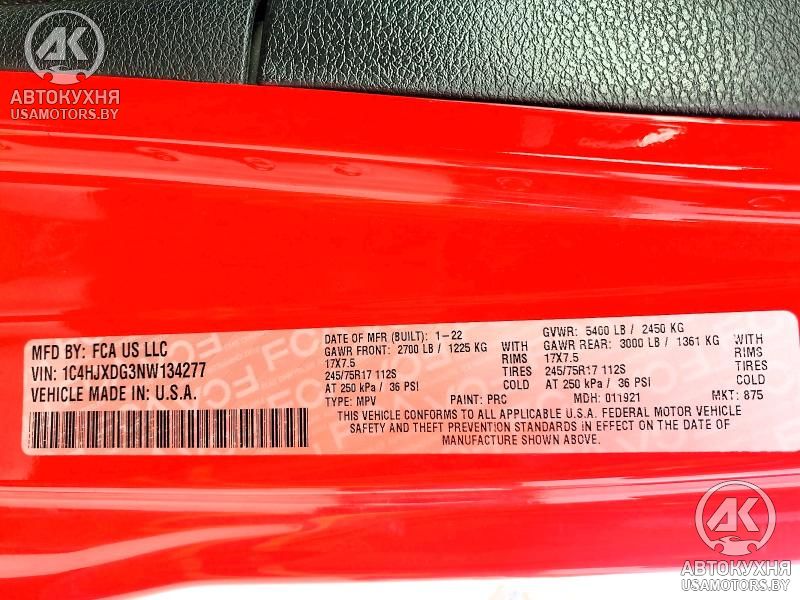 AK
АВТОКУХНЯ
USAMOTORS.BY
MFD BY: FCA US LLC
VIN: 1C4HJXDG3NW134277
VEHICLE MADE IN: U.S.A.
DATE OF MFR (BUILT): 1-22
GAWR FRONT: 2700 LB / 1225 KG WITH
17X7.5 RIMS
245/75R17 112S TIRES
AT 250 kPa / 36 PSI COLD
TYPE: MPV
GVWR: 5400 LB / 2450 KG
GAWR REAR: 3000 LB / 1361 KG WITH
17X7.5 RIMS
245/75R17 112S TIRES
AT 250 kPa / 36 PSI COLD
PAINT: PRC MDH: 011921 MKT: 875
THIS VEHICLE CONFORMS TO ALL APPLICABLE U.S.A. FEDERAL MOTOR VEHICLE
SAFETY AND THEFT PREVENTION STANDARDS IN EFFECT ON THE DATE OF
MANUFACTURE SHOWN ABOVE.
AK
АВТОКУХНЯ
USAMOTORS.BY